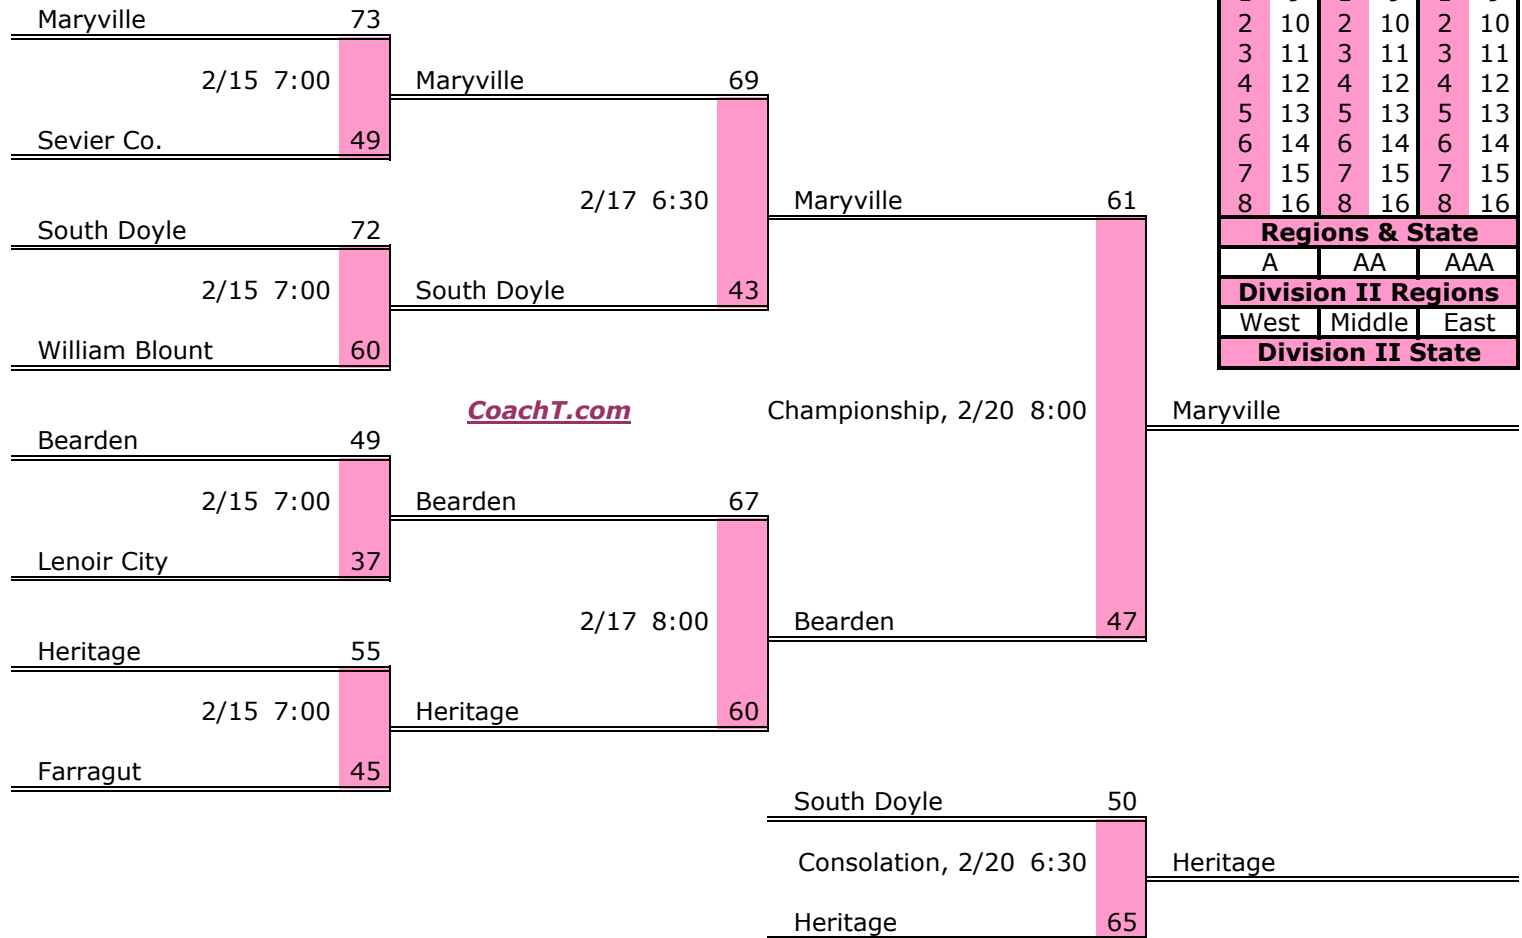 Maryville 73
2/15 7:00
Sevier Co. 49
South Doyle 72
2/15 7:00
William Blount 60
Bearden 49
2/15 7:00
Lenoir City 37
Heritage 55
2/15 7:00
Farragut 45
Maryville 69
2/17 6:30
South Doyle 43
CoachT.com
Bearden 67
2/17 8:00
Heritage 60
Maryville 61
Championship, 2/20 8:00
Bearden 47
Maryville
South Doyle 50
Consolation, 2/20 6:30
Heritage 65
Heritage
2 10 2 10 2 10
3 11 3 11 3 11
4 12 4 12 4 12
5 13 5 13 5 13
6 14 6 14 6 14
7 15 7 15 7 15
8 16 8 16 8 16
Regions & State
A AA AAA
Division II Regions
West Middle East
Division II State